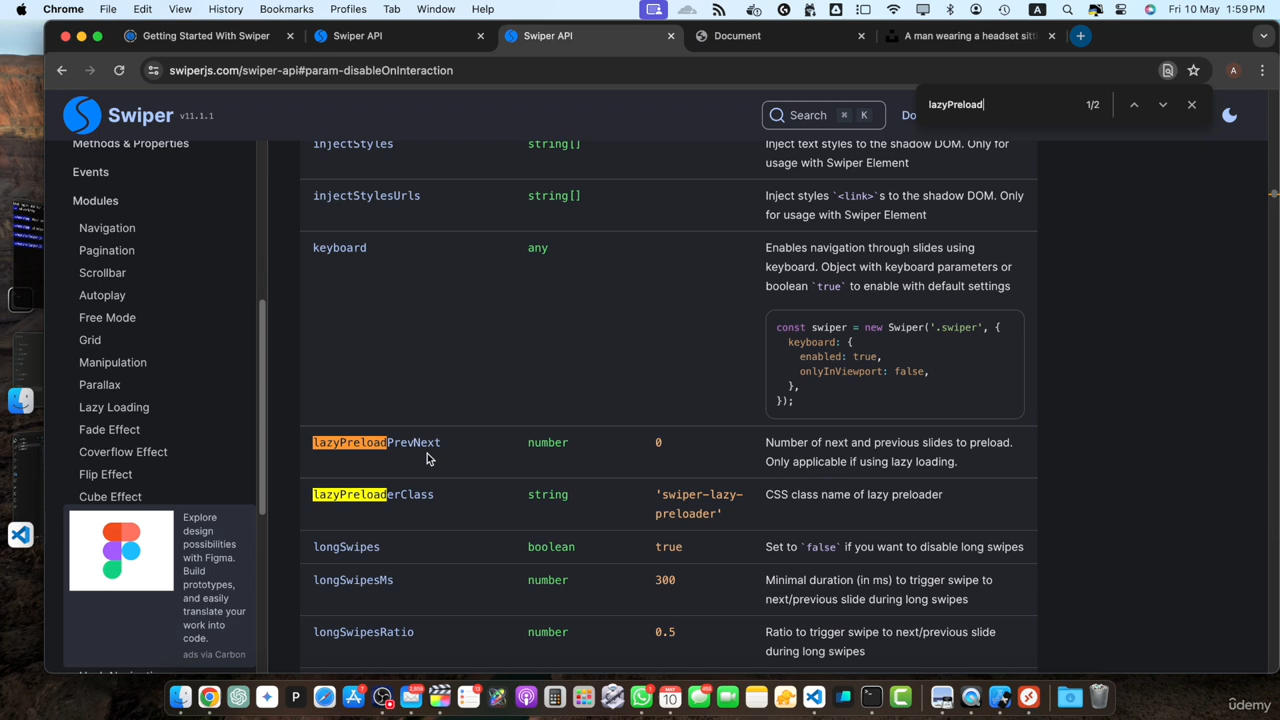 Chrome File Edit View History Bookmarks Profiles Tab Window Help
A
Fri 10 May 1:59 PM
Getting Started With Swiper
Swiper API
Swiper API
Document
A man wearing a headset sitti
swiperjs.com/swiper-api#param-disableOnInteraction
A
lazyPreload 1/2
Swiper v11.1.1
Search ⌘ K
Do
Methods & Properties
Events
Modules
Navigation
Pagination
Scrollbar
Autoplay
Free Mode
Grid
Manipulation
Parallax
Lazy Loading
Fade Effect
Coverflow Effect
Flip Effect
Cube Effect
Explore
design
possibilities
with Figma.
Build
prototypes,
and easily
translate your
work into
code.
ads via Carbon
injectStyles string[] Inject text styles to the shadow DOM. Only
for usage with Swiper Element
injectStylesUrls string[] Inject styles `<link>`s to the shadow DOM. Only
for usage with Swiper Element
keyboard any Enables navigation through slides using
keyboard. Object with keyboard parameters or
boolean `true` to enable with default settings
const swiper = new Swiper('.swiper', {
keyboard: {
enabled: true,
onlyInViewport: false,
},
});
lazyPreloadPrevNext number 0 Number of next and previous slides to preload.
Only applicable if using lazy loading.
lazyPreloaderClass string 'swiper-lazy- CSS class name of lazy preloader
preloader'
longSwipes boolean true Set to `false` if you want to disable long swipes
longSwipesMs number 300 Minimal duration (in ms) to trigger swipe to
next/previous slide during long swipes
longSwipesRatio number 0.5 Ratio to trigger swipe to next/previous slide
during long swipes
MAY
10
P
ûdemy